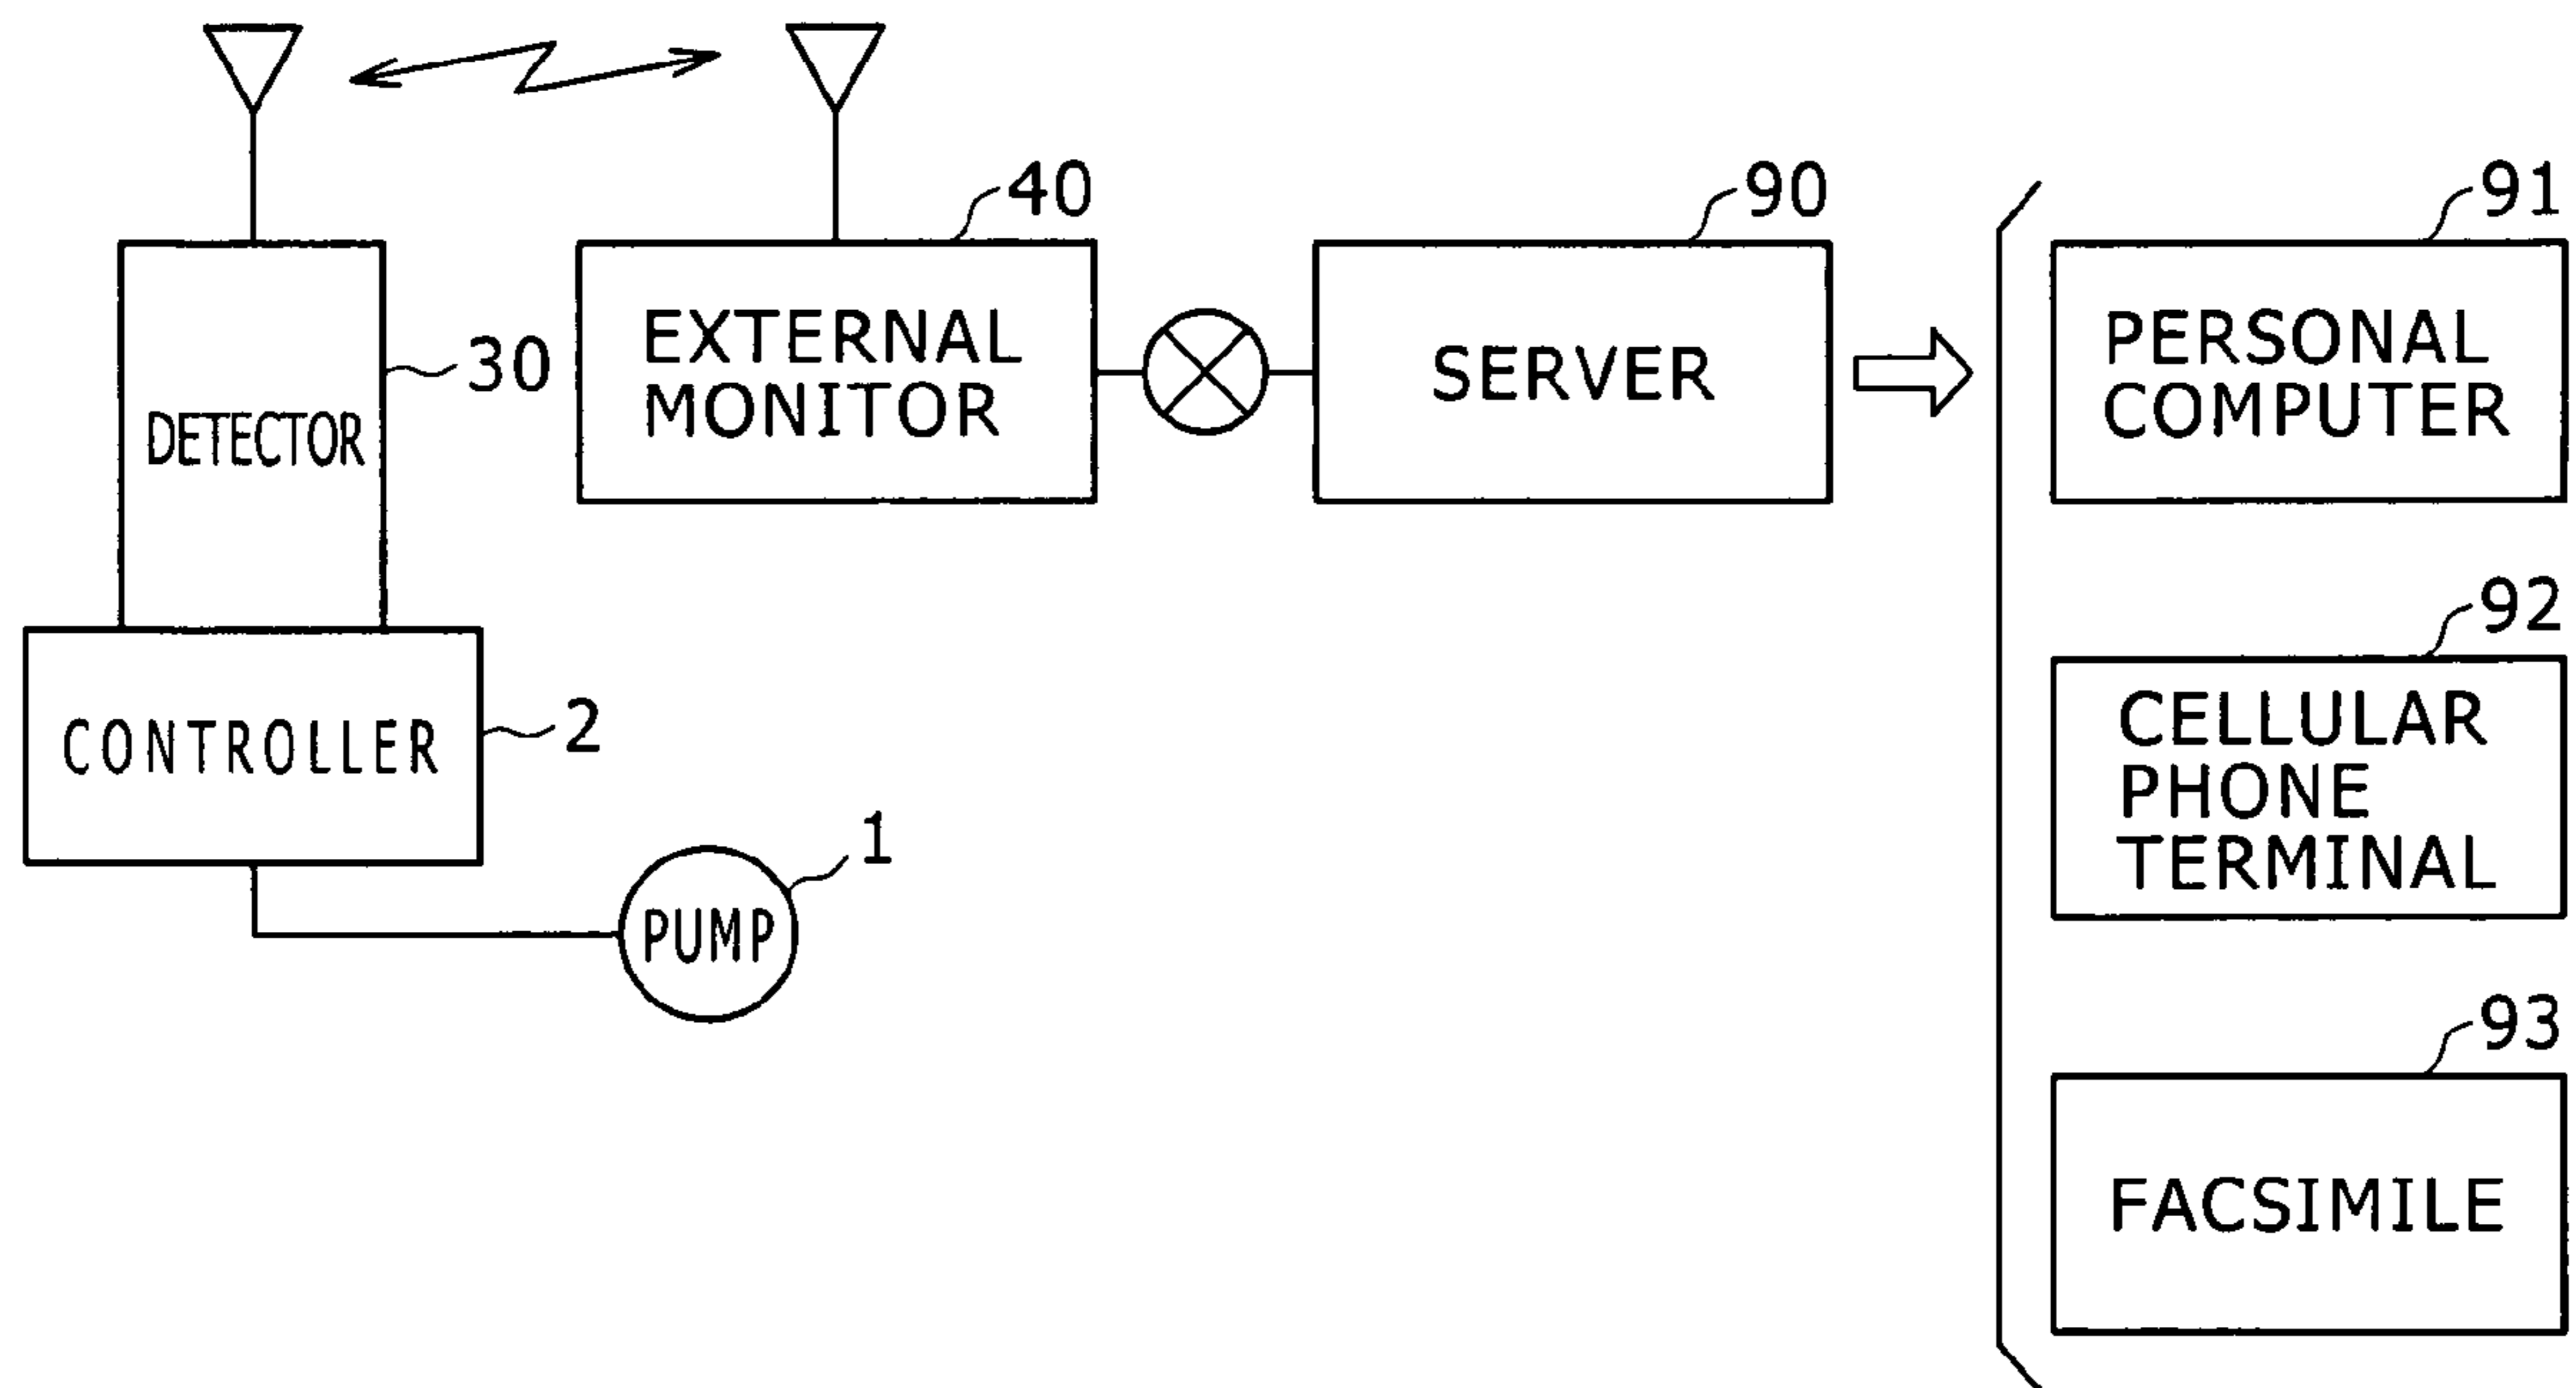 40
90
91
EXTERNAL
MONITOR
SERVER
PERSONAL
COMPUTER
30
DETECTOR
92
CELLULAR
PHONE
TERMINAL
2
CONTROLLER
1
PUMP
93
FACSIMILE